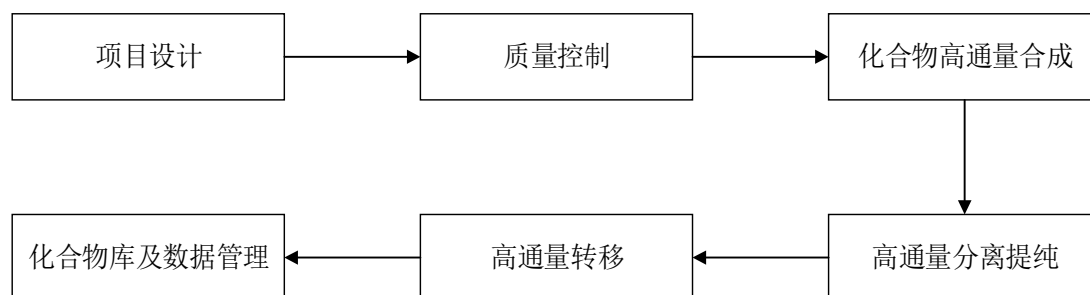 项目设计
质量控制
化合物高通量合成
高通量分离提纯
高通量转移
化合物库及数据管理